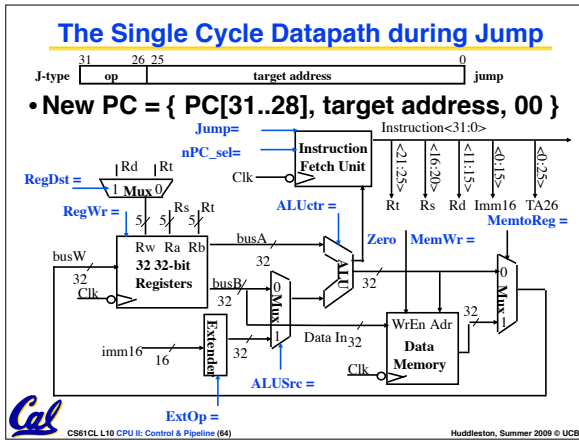 The Single Cycle Datapath during Jump
31 26 25 0
J-type op target address jump
• New PC = { PC[31..28], target address, 00 }
Jump=
nPC_sel=
Instruction
Fetch Unit
Clk
Instruction<31:0>
<21:25>
<16:20>
<11:15>
<0:15>
<0:25>
Rt Rs Rd Imm16 TA26
Rd Rt
RegDst=
1 Mux 0
RegWr=
5 5 5
Rs Rt
ALUctr=
Zero
MemWr=
MemtoReg=
busW
32
Clk
Rw Ra Rb
32 32-bit
Registers
busA
32
busB
32
ALU
32
0
Mux
1
imm16
16
Extender
32
ExtOp =
ALUSrc =
Data In
32
WrEn Adr
Data
Memory
Clk
32
0
Mux
1
Cal
CS61CL L10 CPU II: Control & Pipeline (64)
Huddleston, Summer 2009 © UCB